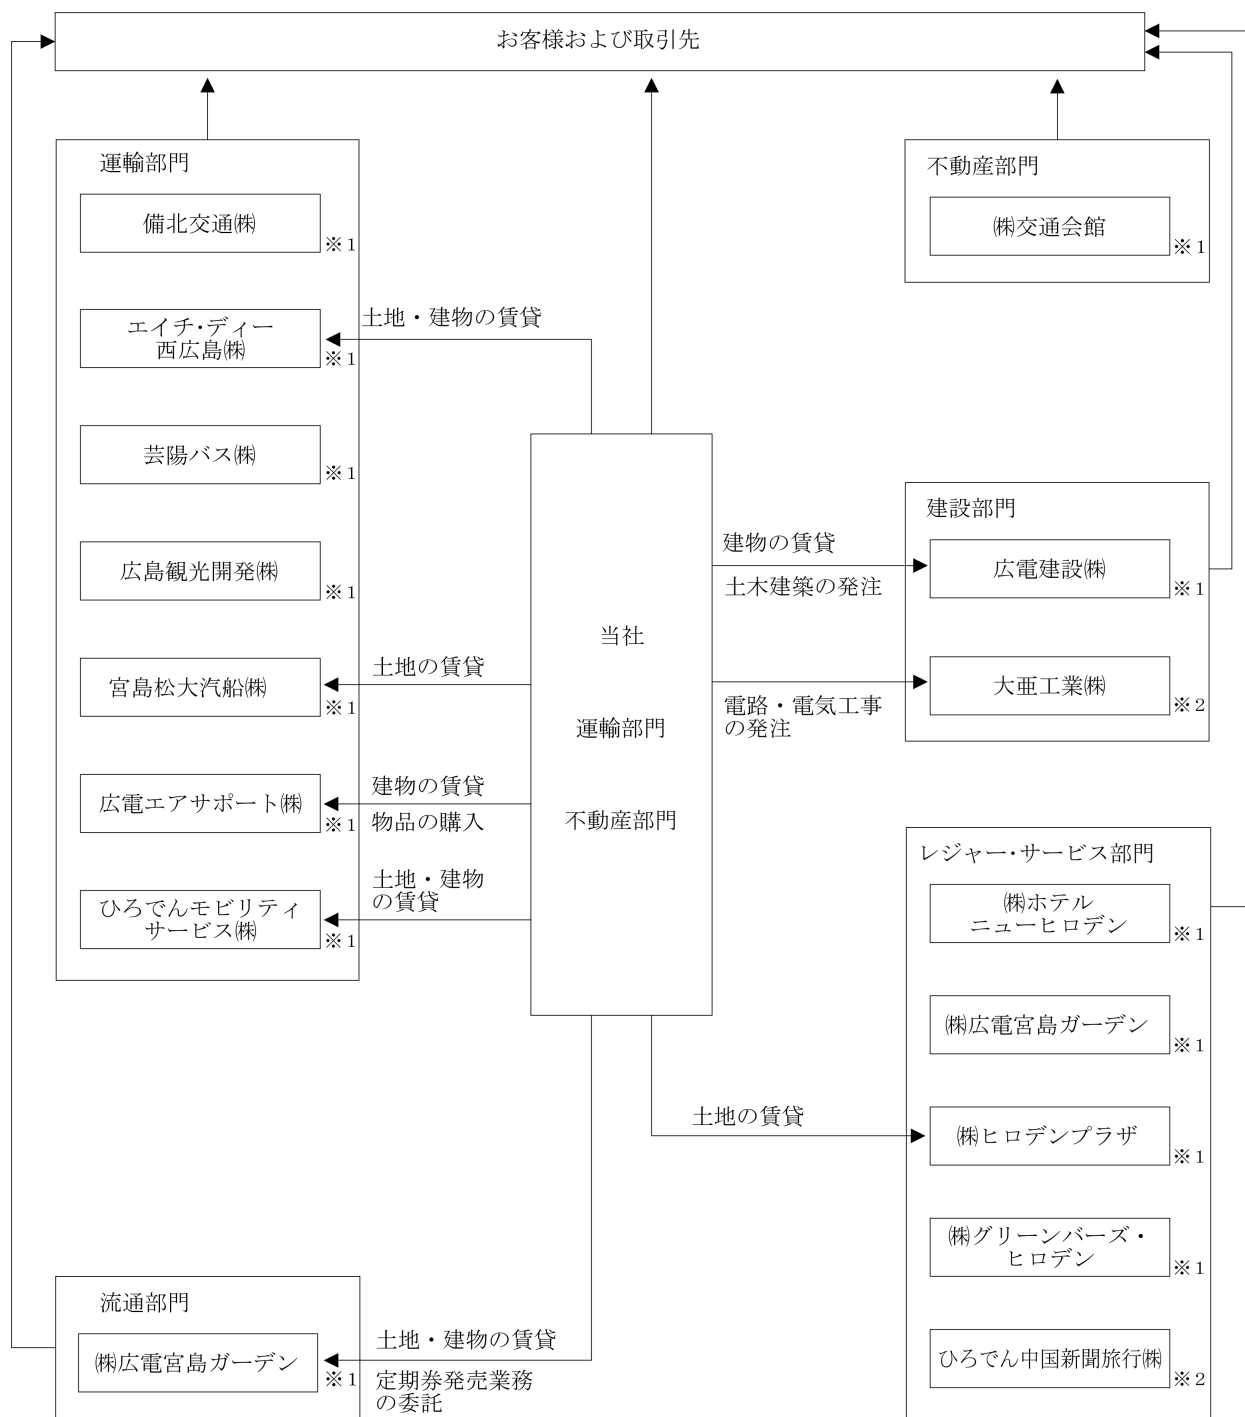 お客様および取引先
運輸部門
備北交通㈱
※1
エイチ・ディー
西広島㈱
※1
芸陽バス㈱
※1
広島観光開発㈱
※1
宮島松大汽船㈱
※1
広電エアサポート㈱
※1
ひろでんモビリティ
サービス㈱
※1
土地・建物の賃貸
土地の賃貸
建物の賃貸
物品の購入
土地・建物
の賃貸
当社
運輸部門
不動産部門
不動産部門
㈱交通会館
※1
建物の賃貸
土木建築の発注
電路・電気工事
の発注
建設部門
広電建設㈱
※1
大亜工業㈱
※2
土地の賃貸
レジャー・サービス部門
㈱ホテル
ニューヒロデン
※1
㈱広電宮島ガーデン
※1
㈱ヒロデンプラザ
※1
㈱グリーンバーズ・
ヒロデン
※1
ひろでん中国新聞旅行㈱
※2
流通部門
㈱広電宮島ガーデン
※1
土地・建物の賃貸
定期券発売業務
の委託